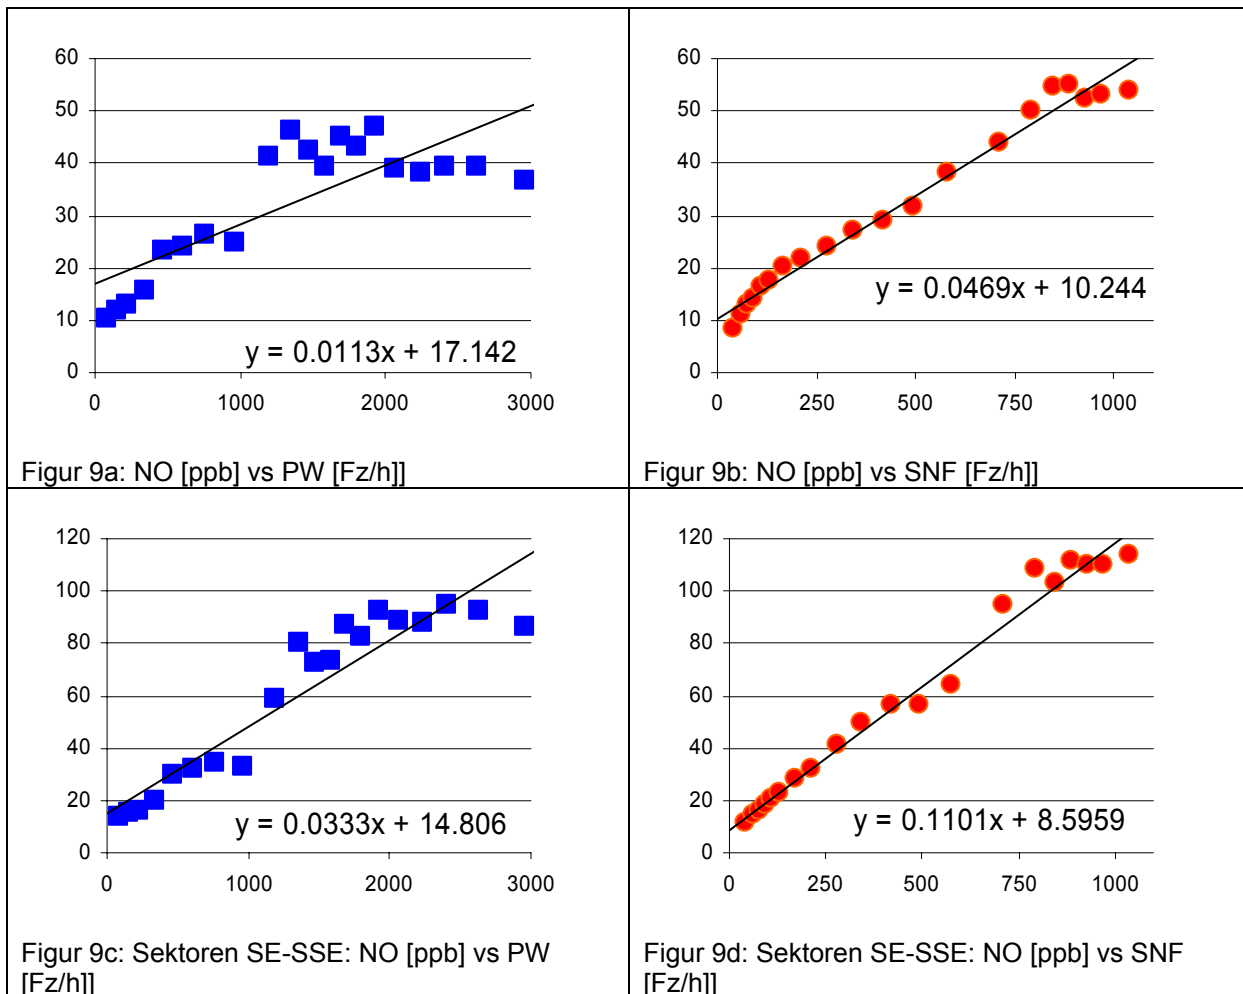 60
50
40
30
20
10
0
0 1000 2000 3000
y = 0.0113x + 17.142
Figur 9a: NO [ppb] vs PW [Fz/h]]
60
50
40
30
20
10
0
0 250 500 750 1000
y = 0.0469x + 10.244
Figur 9b: NO [ppb] vs SNF [Fz/h]]
120
100
80
60
40
20
0
0 1000 2000 3000
y = 0.0333x + 14.806
Figur 9c: Sektoren SE-SSE: NO [ppb] vs PW
[Fz/h]]
120
100
80
60
40
20
0
0 250 500 750 1000
y = 0.1101x + 8.5959
Figur 9d: Sektoren SE-SSE: NO [ppb] vs SNF
[Fz/h]]